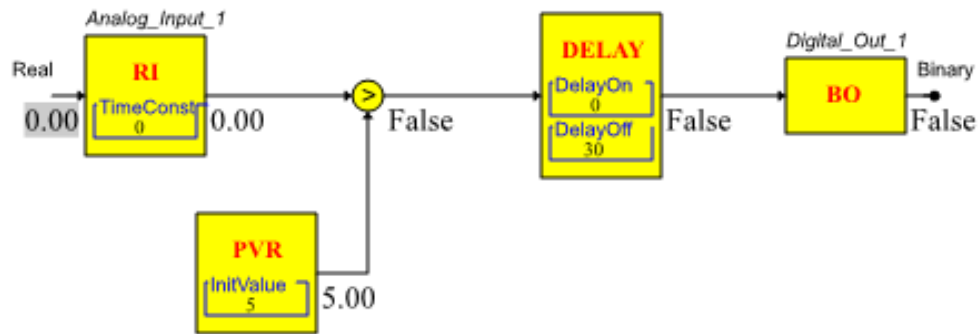 Analog_Input_1
Real
RI
TimeConstr
0
0.00
0.00
>
False
PVR
InitValue
5
5.00
DELAY
DelayOn
0
DelayOff
30
False
Digital_Out_1
BO
Binary
False